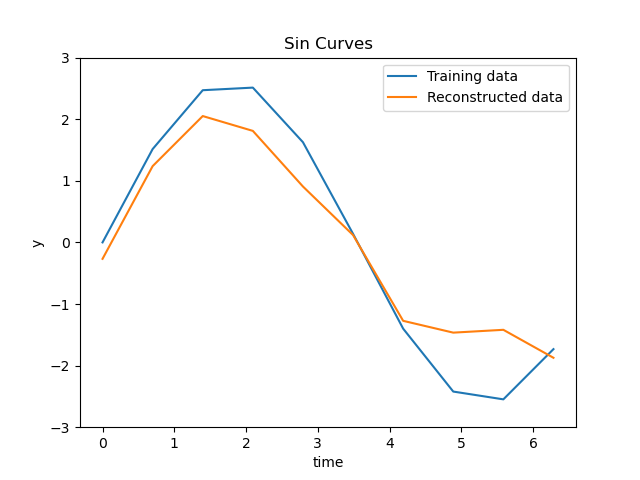 Sin Curves
Training data
Reconstructed data
3
2
1
0
−1
−2
−3
y
0 1 2 3 4 5 6
time